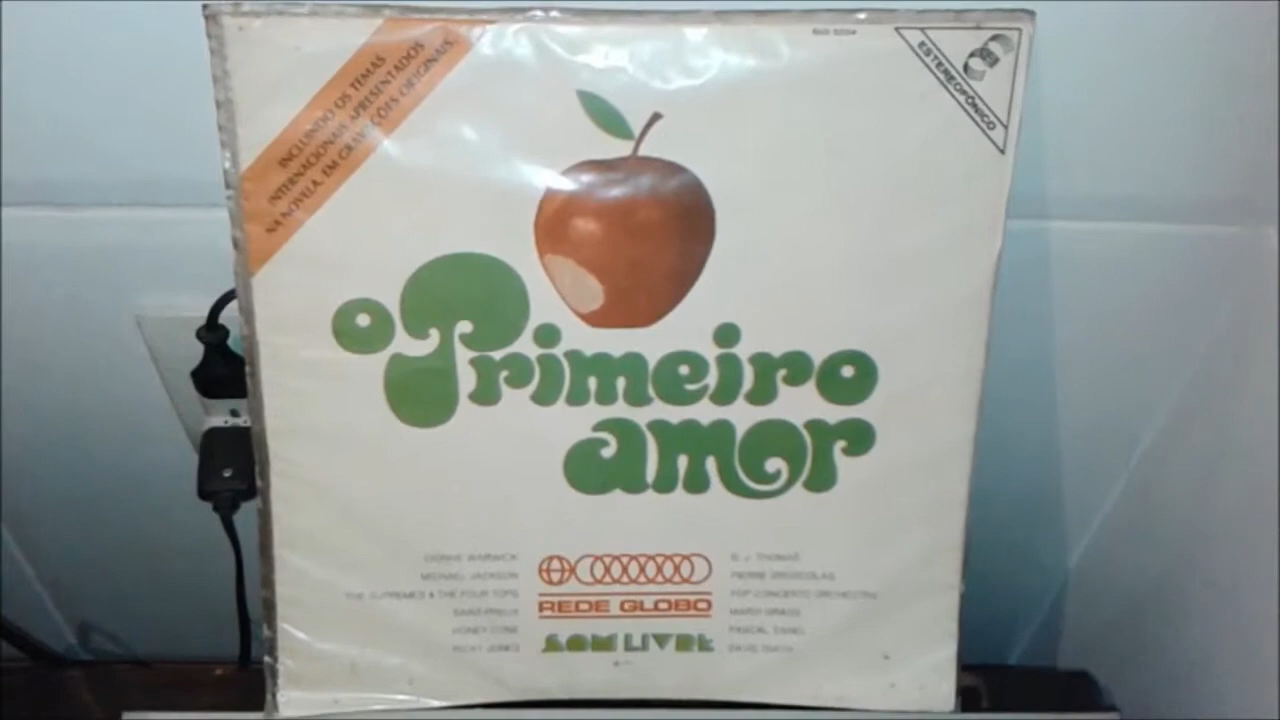 INCLUINDO OS TEMAS
INTERNACIONAIS APRESENTADOS
NA NOVELA, EM GRAVAÇÕES ORIGINAIS.
ESTEREOFÔNICO
o Primeiro
amor
DIONNE WARWICK
MICHAEL JACKSON
THE SUPREMES & THE FOUR TOPS
HONEY CONE
B. J. THOMAS
POP CONCERTO ORCHESTRA
REDE GLOBO
SOM LIVRE